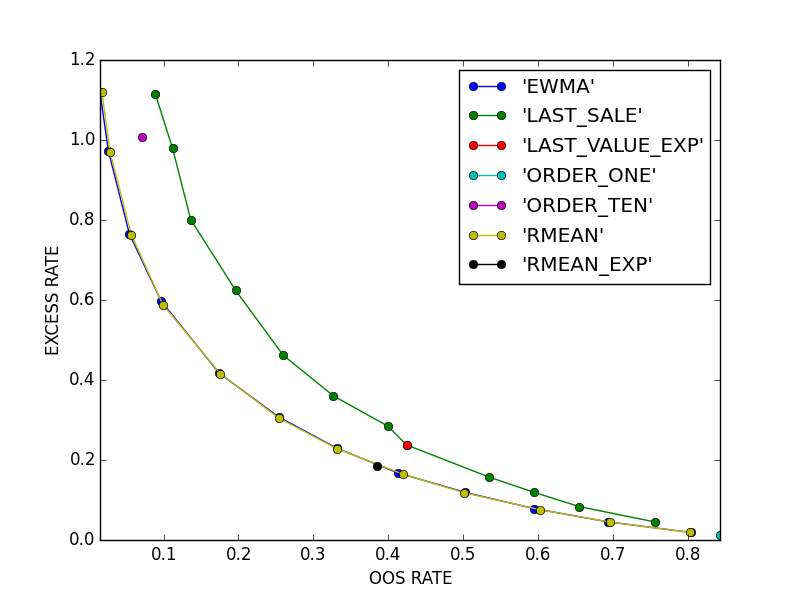 1.2
1.0
0.8
0.6
0.4
0.2
0.0
EXCESS RATE
'EWMA'
'LAST_SALE'
'LAST_VALUE_EXP'
'ORDER_ONE'
'ORDER_TEN'
'RMEAN'
'RMEAN_EXP'
0.1 0.2 0.3 0.4 0.5 0.6 0.7 0.8
OOS RATE